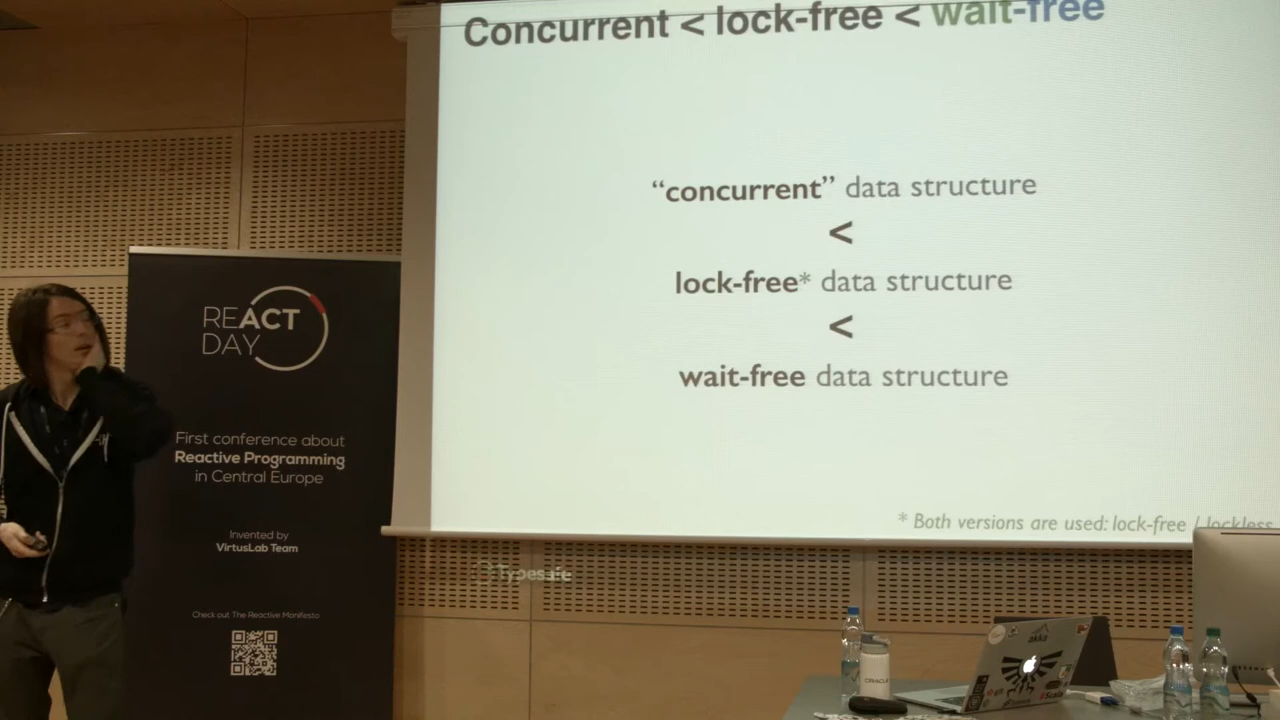 Concurrent < lock-free < wait-free
“concurrent” data structure
<
lock-free* data structure
<
wait-free data structure
* Both versions are used: lock-free / lockless
Typesafe
REACT
DAY
First conference about
Reactive Programming
in Central Europe
Invented by
VirtusLab Team
Check out The Reactive Manifesto
akka
ORACLE